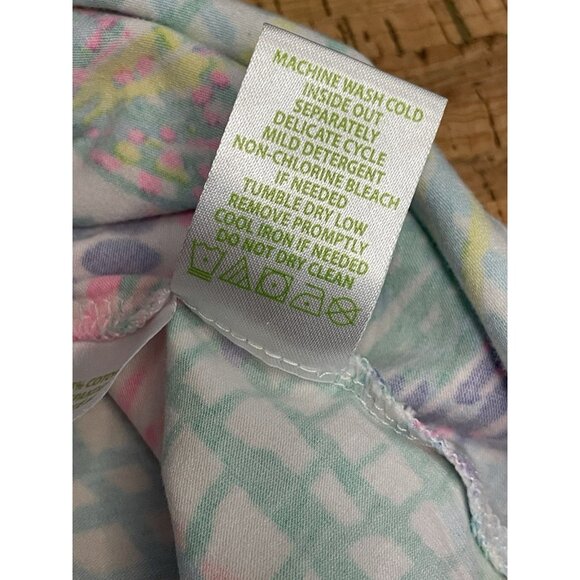 MACHINE WASH COLD
INSIDE OUT
SEPARATELY
DELICATE CYCLE
MILD DETERGENT
NON-CHLORINE BLEACH
IF NEEDED
TUMBLE DRY LOW
REMOVE PROMPTLY
COOL IRON IF NEEDED
DO NOT DRY CLEAN